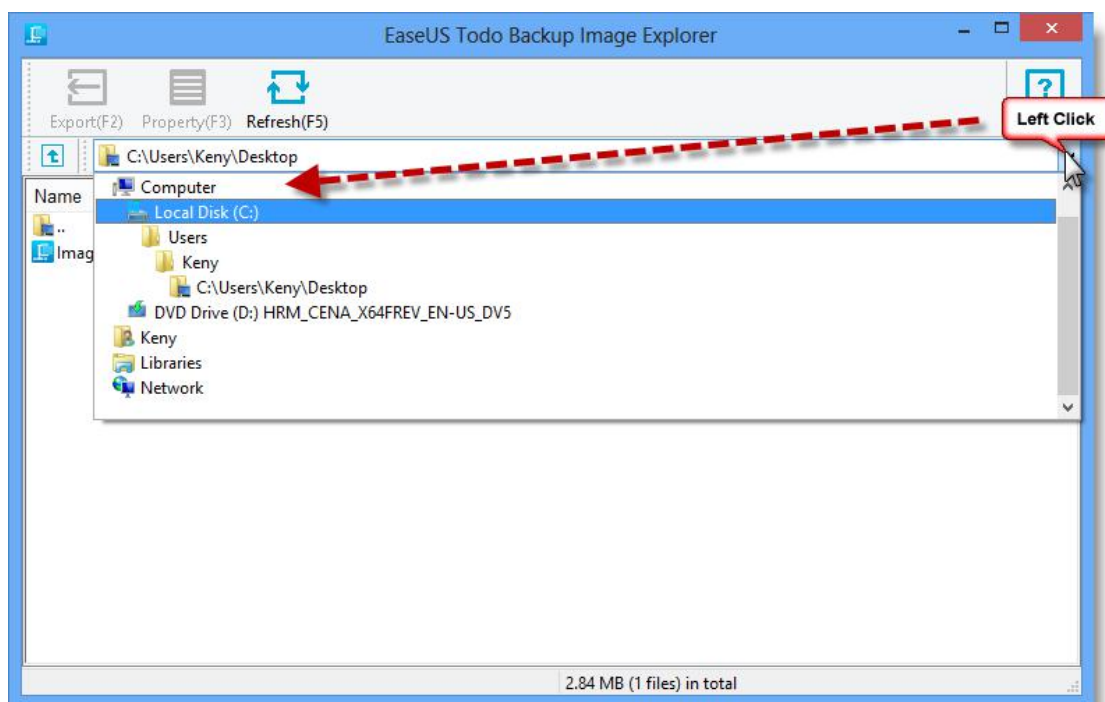 EaseUS Todo Backup Image Explorer
Export(F2) Property(F3) Refresh(F5)
?
Left Click
C:\Users\Keny\Desktop
Name
Computer
Local Disk (C:)
..
Users
Imag
Keny
C:\Users\Keny\Desktop
DVD Drive (D:) HRM_CENA_X64FREV_EN-US_DV5
Keny
Libraries
Network
2.84 MB (1 files) in total